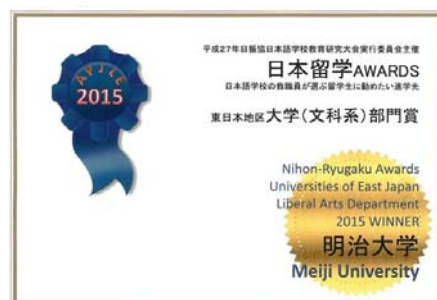 APJLE
2015
平成27年日振協日本語学校教育研究大会実行委員会主催
日本留学AWARDS
日本語学校の教職員が選ぶ留学生に勧めたい進学先
東日本地区大学(文科系)部門賞
Nihon-Ryugaku Awards
Universities of East Japan
Liberal Arts Department
2015 WINNER
明治大学
Meiji University